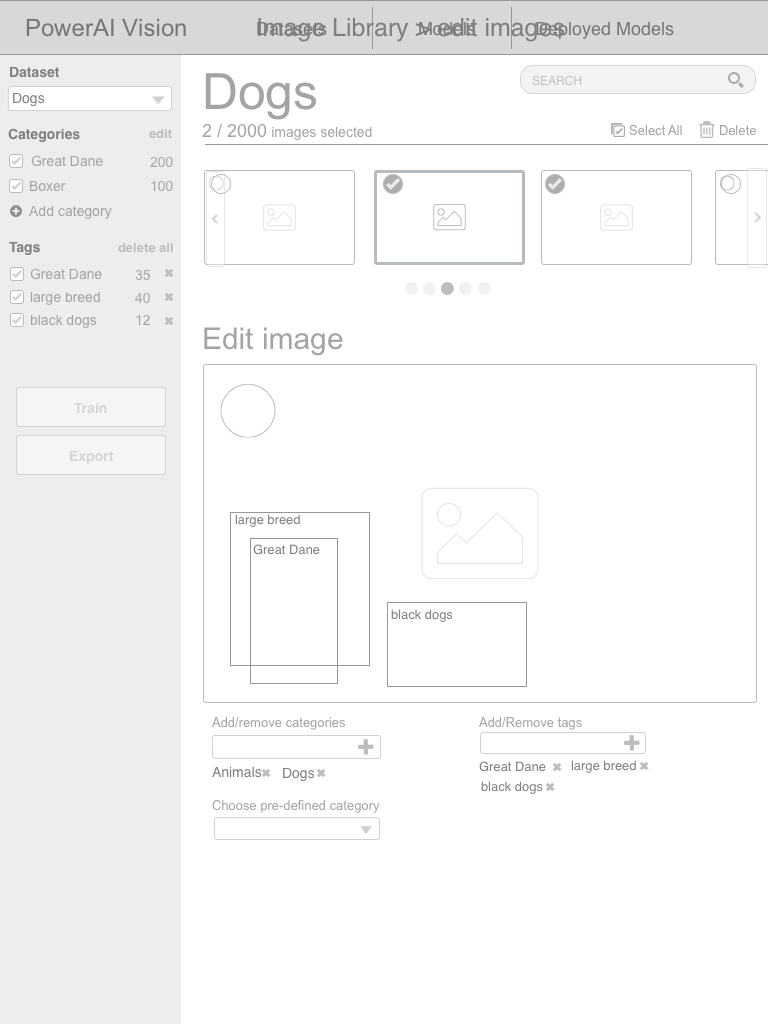 PowerAI Vision
Image Library > edit images
Datasets
Models
Deployed Models
Dataset
Dogs
Categories edit
Great Dane 200
Boxer 100
Add category
Tags delete all
Great Dane 35
large breed 40
black dogs 12
Train
Export
Dogs
SEARCH
2 / 2000 images selected
Select All
Delete
Edit image
large breed
Great Dane
black dogs
Add/remove categories
Animals Dogs
Choose pre-defined category
Add/Remove tags
Great Dane large breed
black dogs